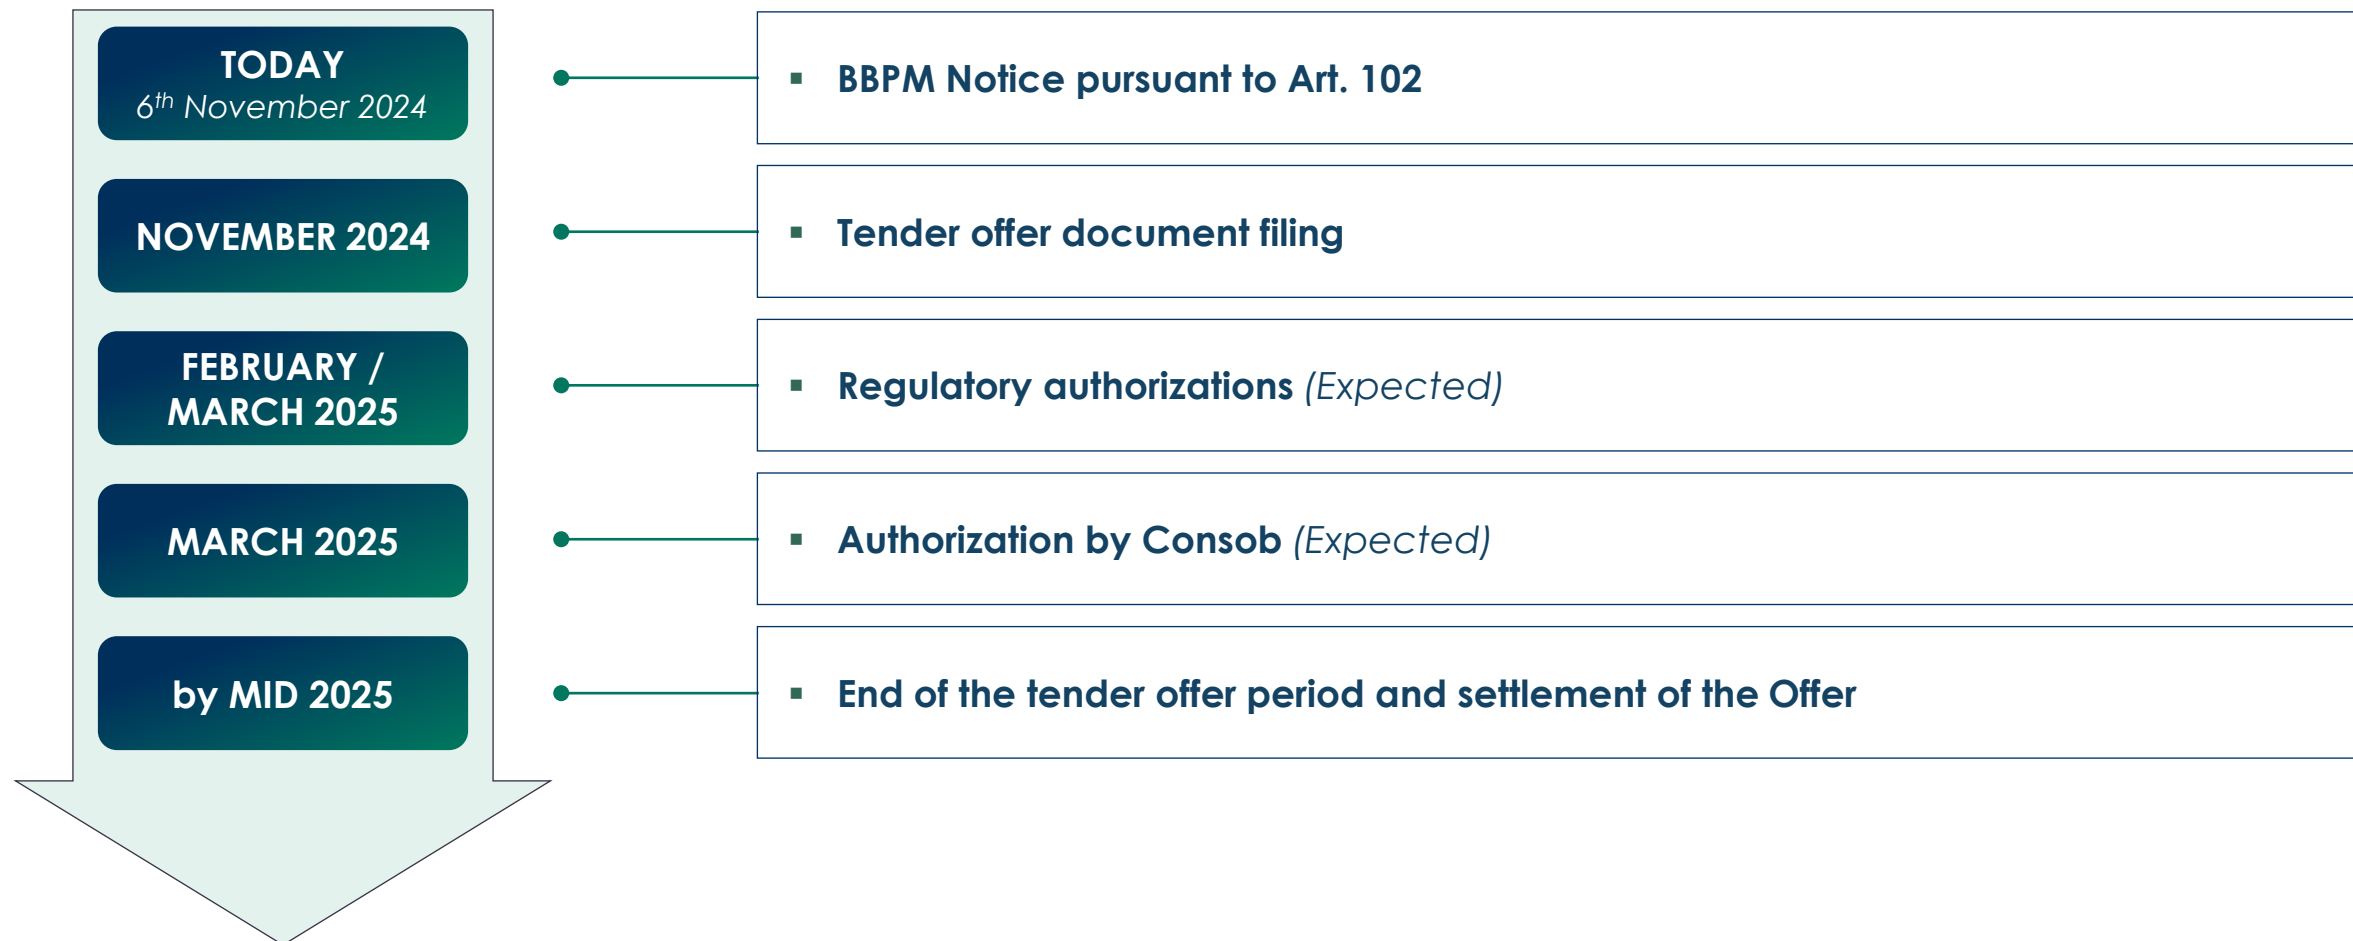 TODAY
6th November 2024
▪ BBPM Notice pursuant to Art. 102
NOVEMBER 2024
▪ Tender offer document filing
FEBRUARY /
MARCH 2025
▪ Regulatory authorizations (Expected)
MARCH 2025
▪ Authorization by Consob (Expected)
by MID 2025
▪ End of the tender offer period and settlement of the Offer